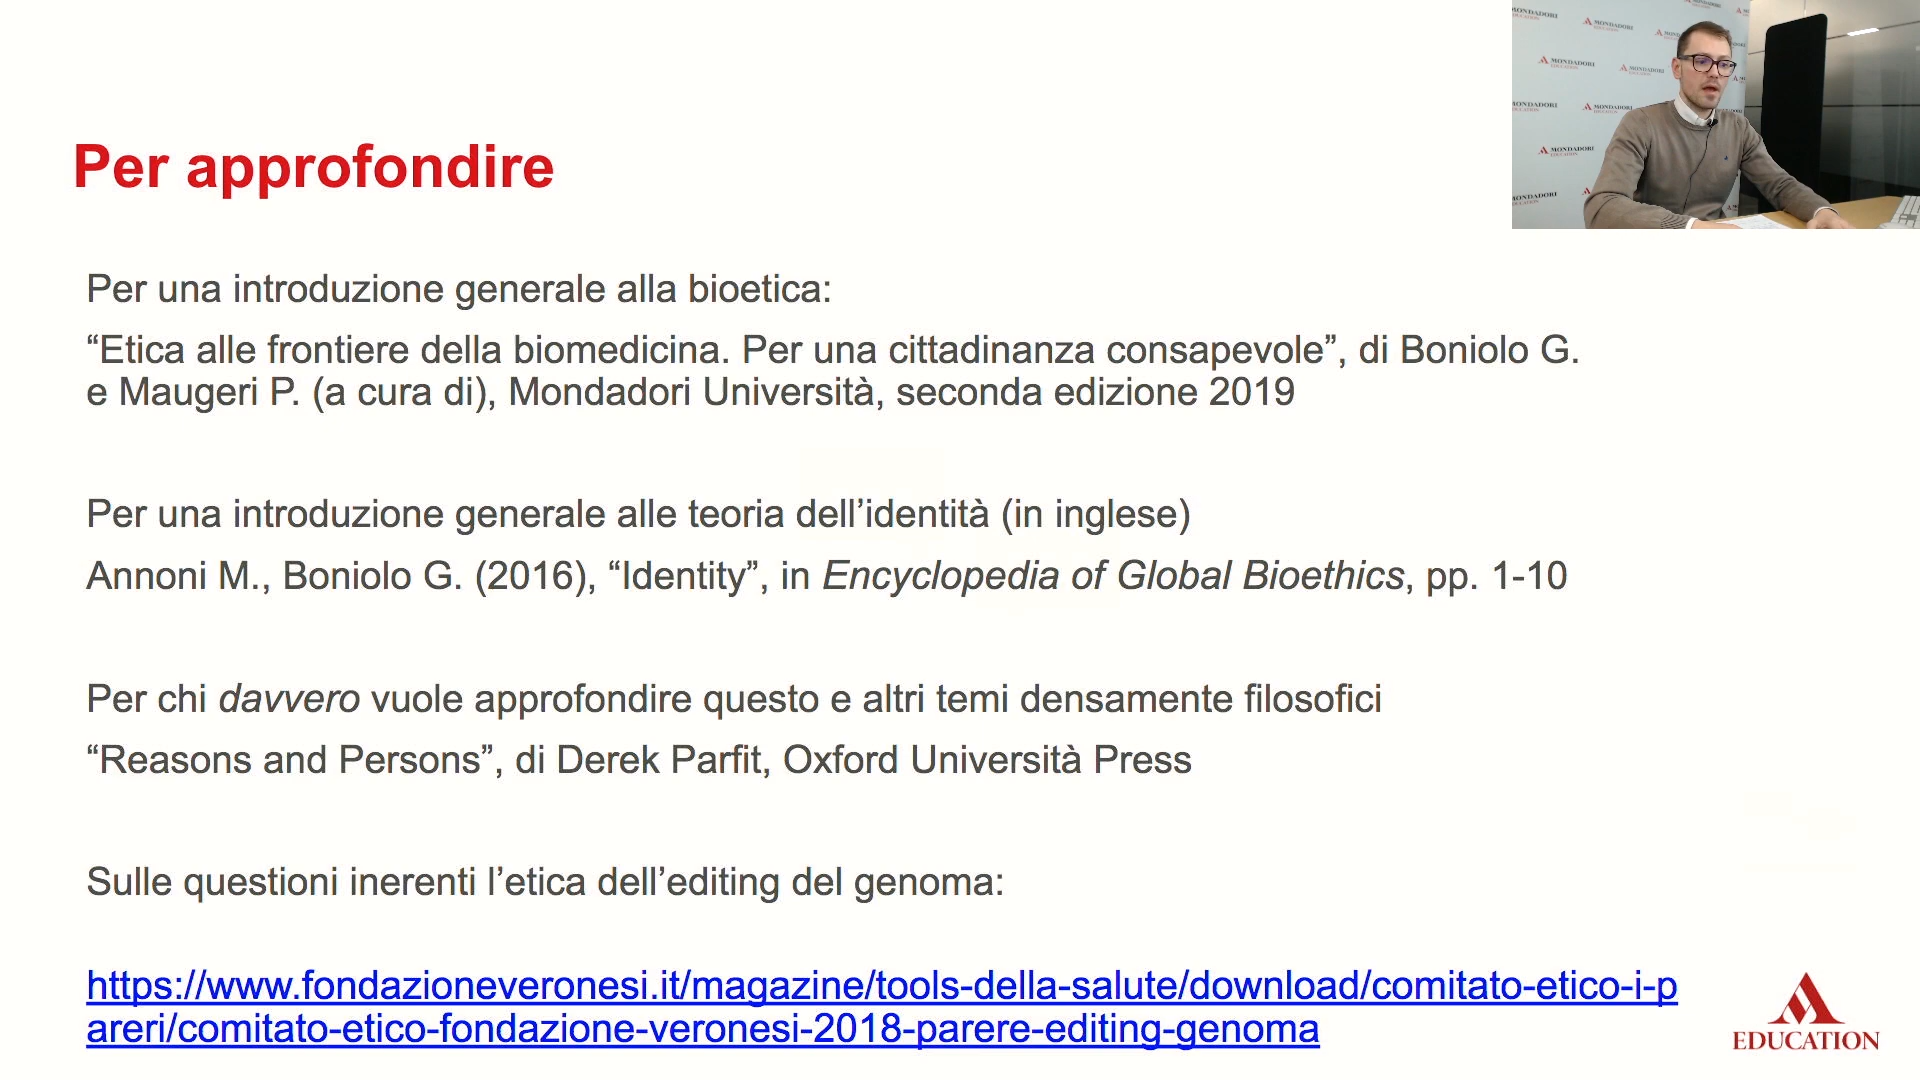 Per approfondire
Per una introduzione generale alla bioetica:
“Etica alle frontiere della biomedicina. Per una cittadinanza consapevole”, di Boniolo G.
e Maugeri P. (a cura di), Mondadori Università, seconda edizione 2019
Per una introduzione generale alle teoria dell’identità (in inglese)
Annoni M., Boniolo G. (2016), “Identity”, in Encyclopedia of Global Bioethics, pp. 1-10
Per chi davvero vuole approfondire questo e altri temi densamente filosofici
“Reasons and Persons”, di Derek Parfit, Oxford Università Press
Sulle questioni inerenti l’etica dell’editing del genoma:
https://www.fondazioneveronesi.it/magazine/tools-della-salute/download/comitato-etico-i-p
areri/comitato-etico-fondazione-veronesi-2018-parere-editing-genoma
EDUCATION
MONDADORI
EDUCATION